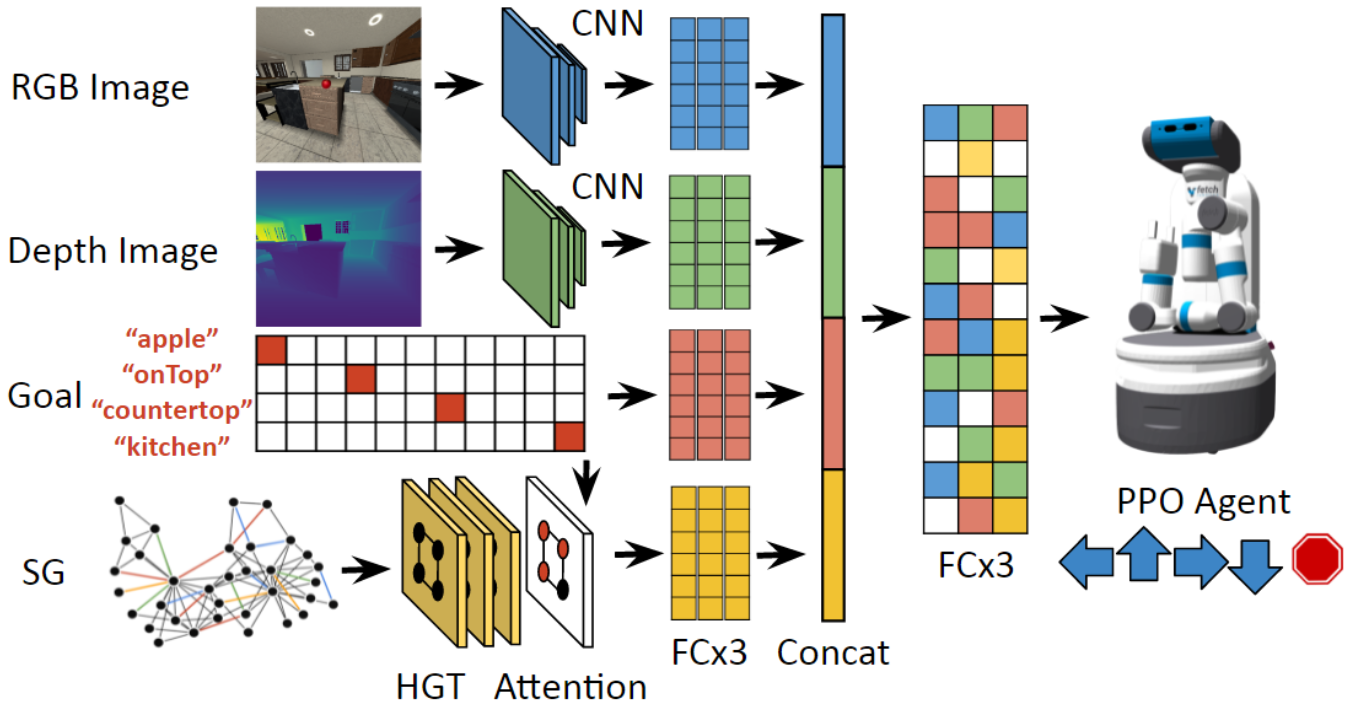 CNN
RGB Image
CNN
Depth Image
fetch
"apple"
"onTop"
Goal
"countertop"
"kitchen"
SG
HGT
Attention
FCx3
Concat
FCx3
PPO Agent